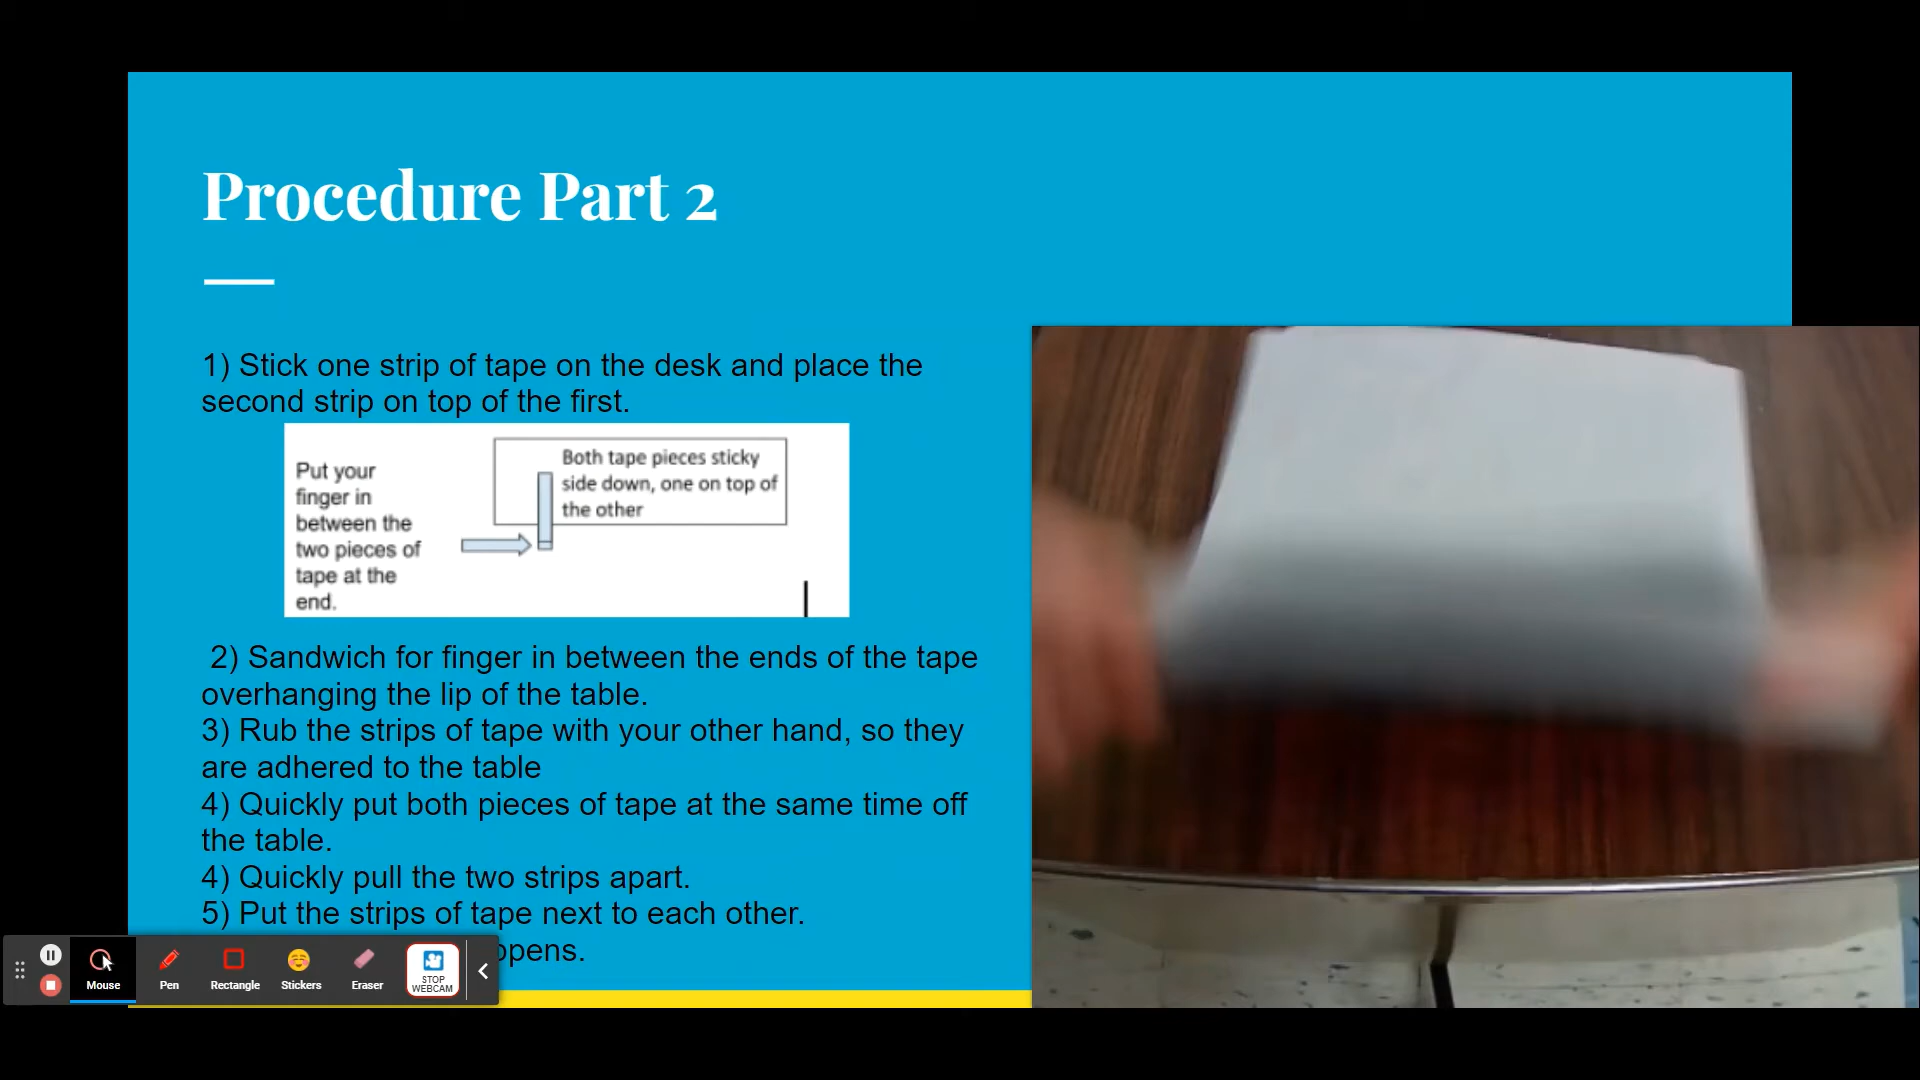 Procedure Part 2
1) Stick one strip of tape on the desk and place the
second strip on top of the first.
Put your
finger in
between the
two pieces of
tape at the
end.
Both tape pieces sticky
side down, one on top of
the other
2) Sandwich for finger in between the ends of the tape
overhanging the lip of the table.
3) Rub the strips of tape with your other hand, so they
are adhered to the table
4) Quickly put both pieces of tape at the same time off
the table.
4) Quickly pull the two strips apart.
5) Put the strips of tape next to each other.
ppens.
Mouse
Pen
Rectangle
Stickers
Eraser
STOP
WEBCAM